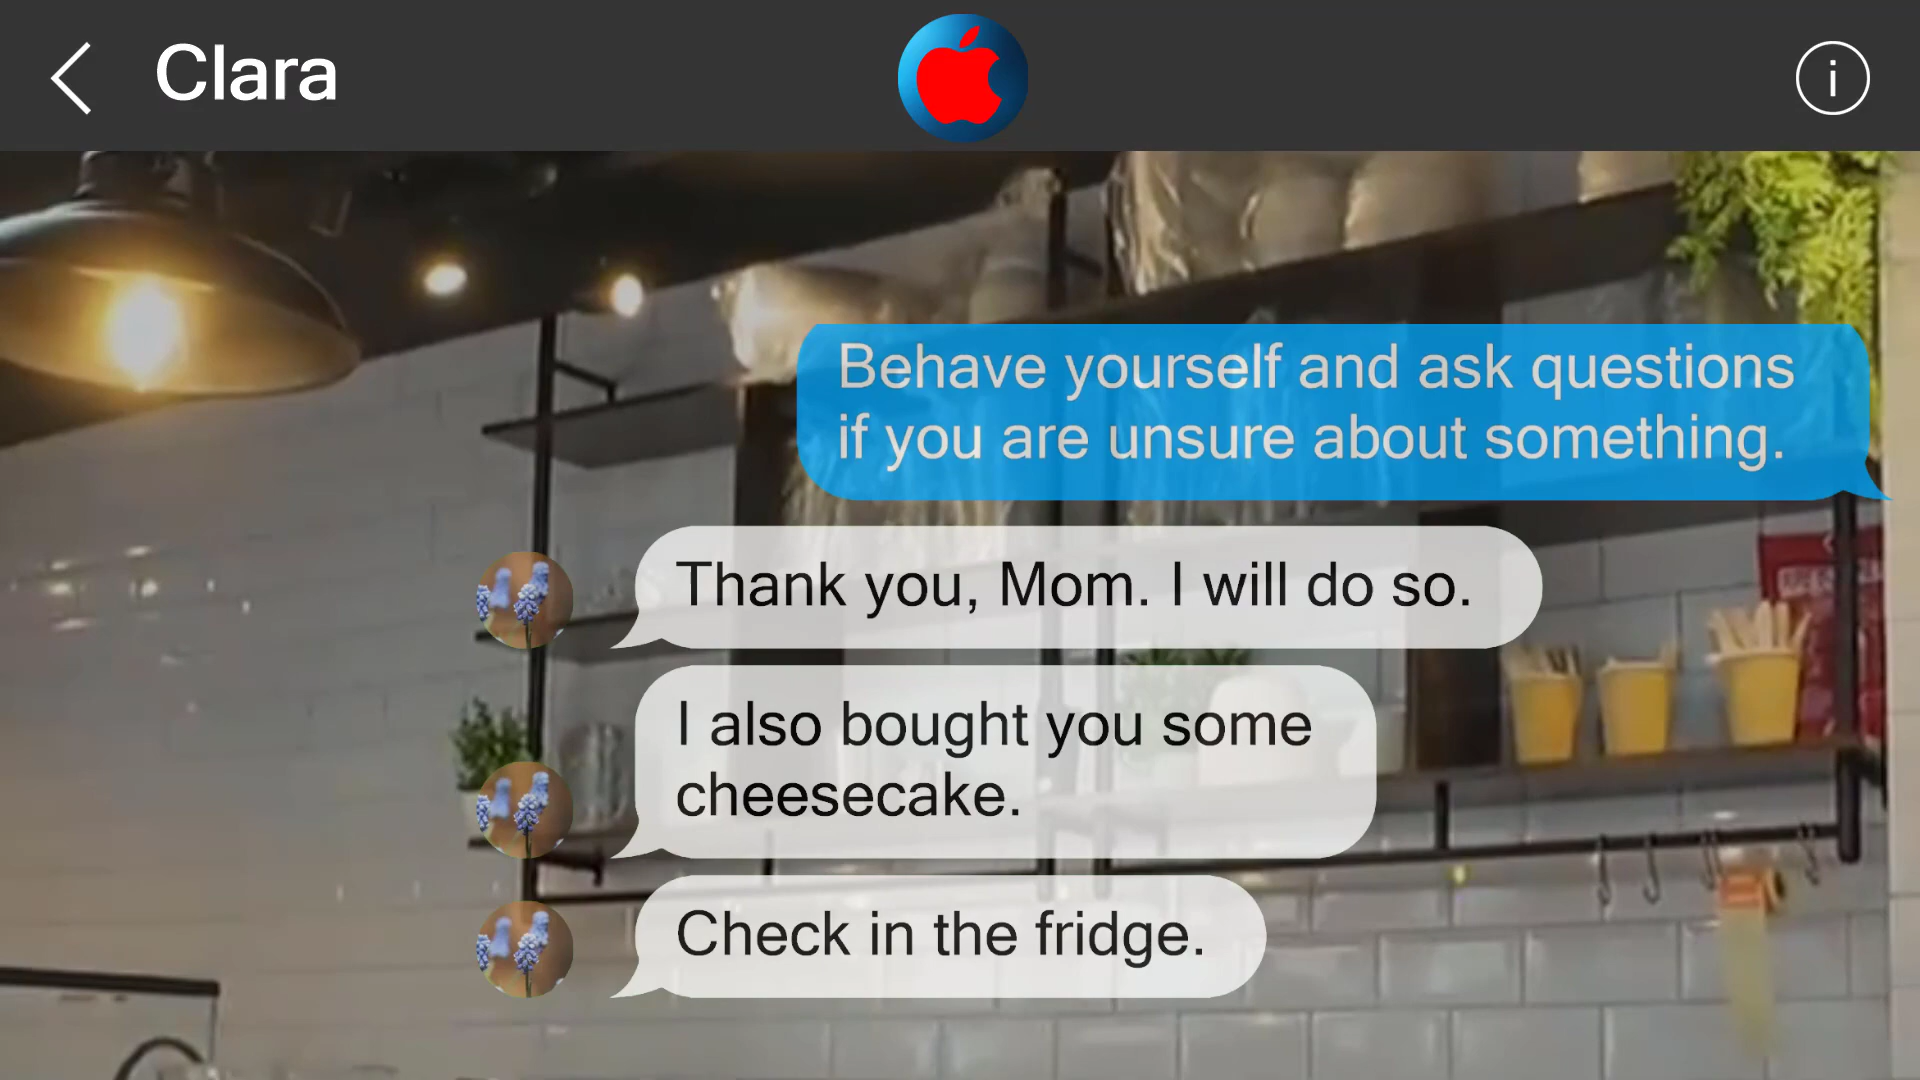 Clara
Behave yourself and ask questions
if you are unsure about something.
Thank you, Mom. I will do so.
I also bought you some
cheesecake.
Check in the fridge.